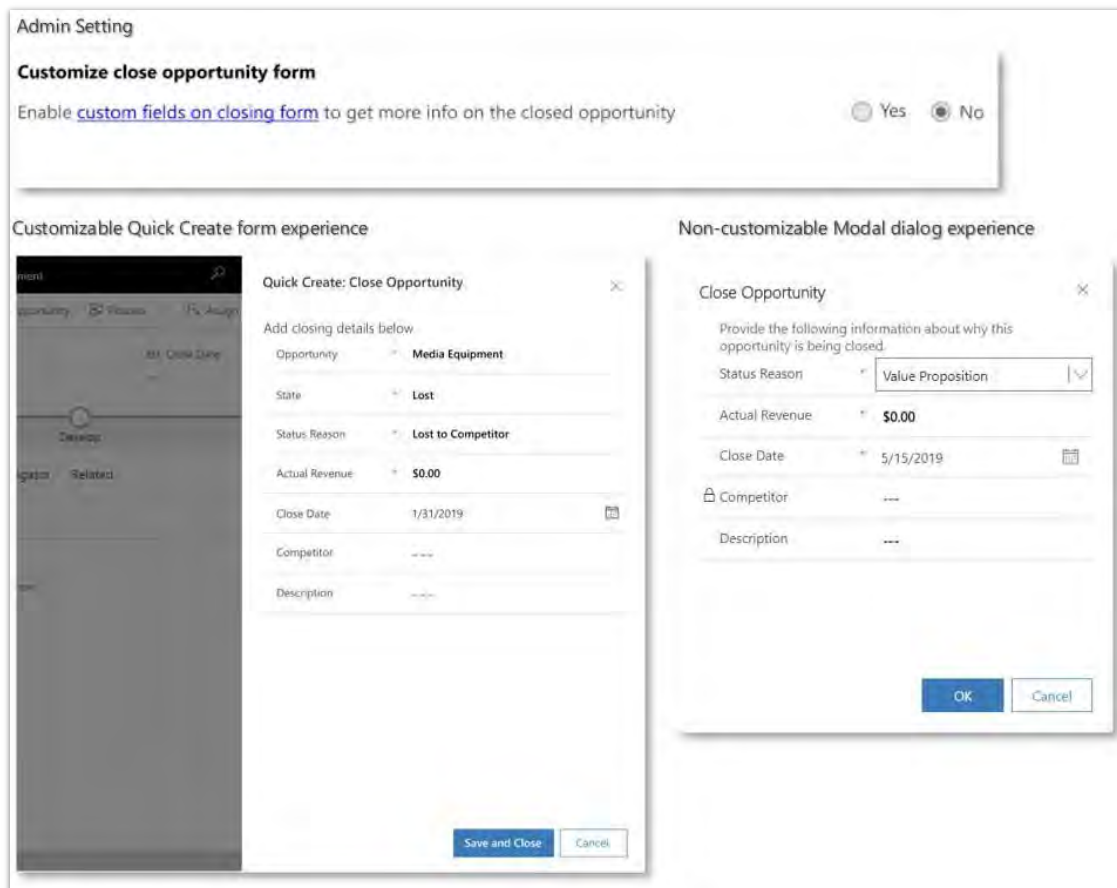 Admin Setting
Customize close opportunity form
Enable custom fields on closing form to get more info on the closed opportunity
Yes No
Customizable Quick Create form experience
Quick Create: Close Opportunity
Add closing details below
Opportunity * Media Equipment
State * Lost
Status Reason * Lost to Competitor
Actual Revenue * $0.00
Close Date 1/31/2019
Competitor ---
Description ---
Save and Close Cancel
Develop
Related
Assign
Non-customizable Modal dialog experience
Close Opportunity
Provide the following information about why this
opportunity is being closed.
Status Reason * Value Proposition
Actual Revenue * $0.00
Close Date * 5/15/2019
Competitor ---
Description ---
OK Cancel